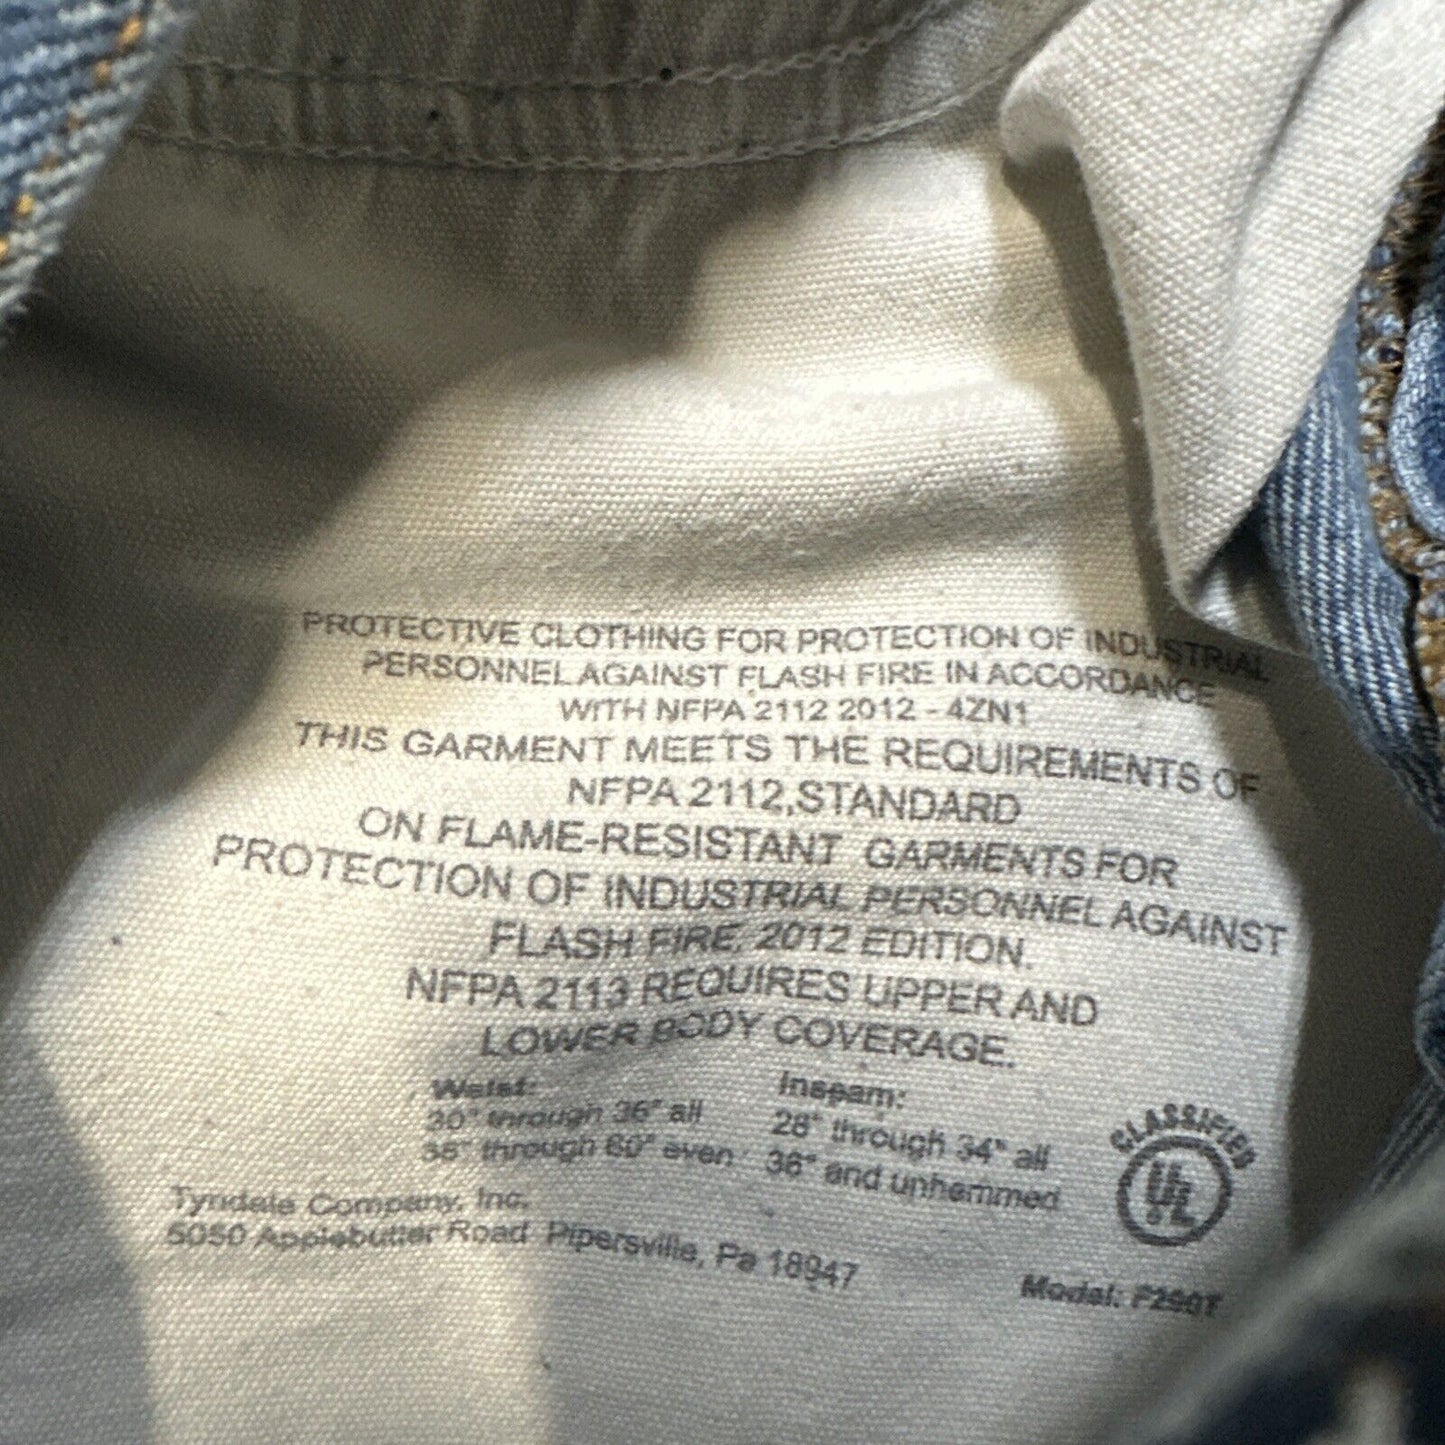 PROTECTIVE CLOTHING FOR PROTECTION OF INDUSTRIAL
PERSONNEL AGAINST FLASH FIRE IN ACCORDANCE
WITH NFPA 2112 2012 - 4ZN1
THIS GARMENT MEETS THE REQUIREMENTS OF
NFPA 2112,STANDARD
ON FLAME-RESISTANT GARMENTS FOR
PROTECTION OF INDUSTRIAL PERSONNEL AGAINST
FLASH FIRE, 2012 EDITION.
NFPA 2113 REQUIRES UPPER AND
LOWER BODY COVERAGE.
Waist:
30" through 36" all
38" through 60" even
Inseam:
28" through 34" all
36" and unhemmed
CLASSIFIED
UL
Tyndale Company, Inc.
5050 Applebutter Road Pipersville, Pa 18947
Model: F290T